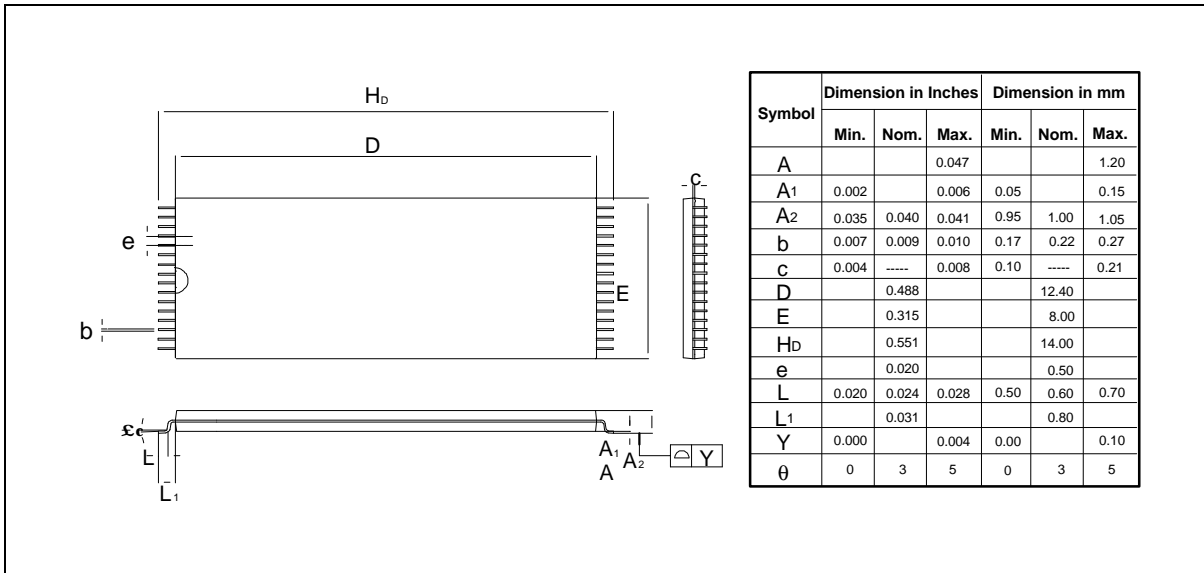 H D
D
c
e
E
b
£c
L
L 1
A1
A
A2
Y
Symbol Dimension in Inches Dimension in mm
Min. Nom. Max. Min. Nom. Max.
A 0.047 1.20
A1 0.002 0.006 0.05 0.15
A2 0.035 0.040 0.041 0.95 1.00 1.05
b 0.007 0.009 0.010 0.17 0.22 0.27
c 0.004 ----- 0.008 0.10 ----- 0.21
D 0.488 12.40
E 0.315 8.00
HD 0.551 14.00
e 0.020 0.50
L 0.020 0.024 0.028 0.50 0.60 0.70
L1 0.031 0.80
Y 0.000 0.004 0.00 0.10
θ 0 3 5 0 3 5